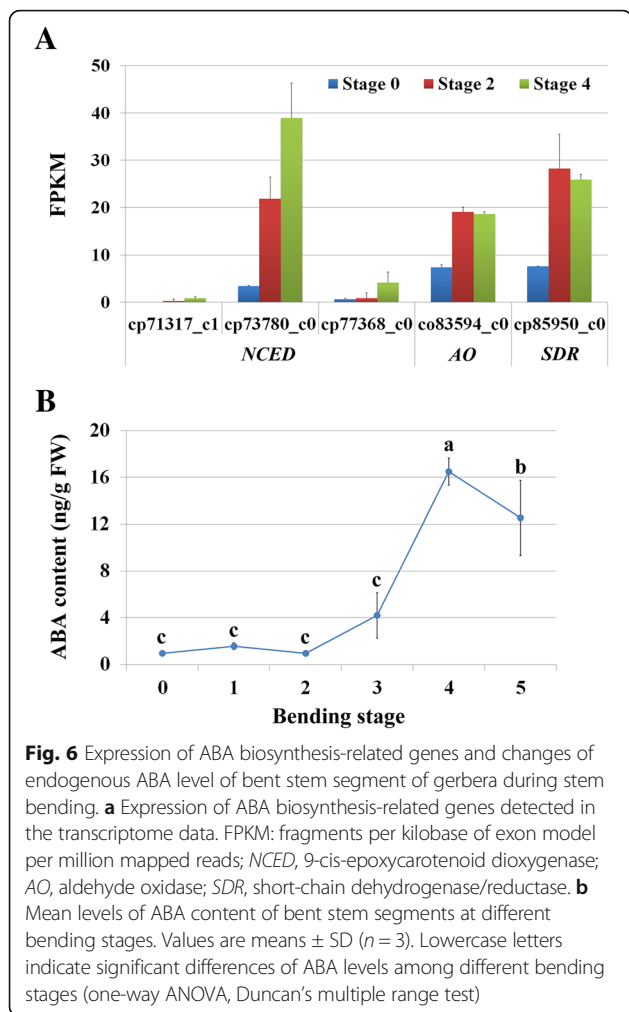 A
50
40
30
20
10
0
FPKM
Stage 0 Stage 2 Stage 4
cp71317_c1 cp73780_c0 cp77368_c0 co83594_c0 cp85950_c0
NCED AO SDR
B
20
16
12
8
4
0
ABA content (ng/g FW)
c c c c a b
0 1 2 3 4 5
Bending stage
Fig. 6 Expression of ABA biosynthesis-related genes and changes of
endogenous ABA level of bent stem segment of gerbera during stem
bending. a Expression of ABA biosynthesis-related genes detected in
the transcriptome data. FPKM: fragments per kilobase of exon model
per million mapped reads; NCED, 9-cis-epoxycarotenoid dioxygenase;
AO, aldehyde oxidase; SDR, short-chain dehydrogenase/reductase. b
Mean levels of ABA content of bent stem segments at different
bending stages. Values are means ± SD (n = 3). Lowercase letters
indicate significant differences of ABA levels among different bending
stages (one-way ANOVA, Duncan's multiple range test)